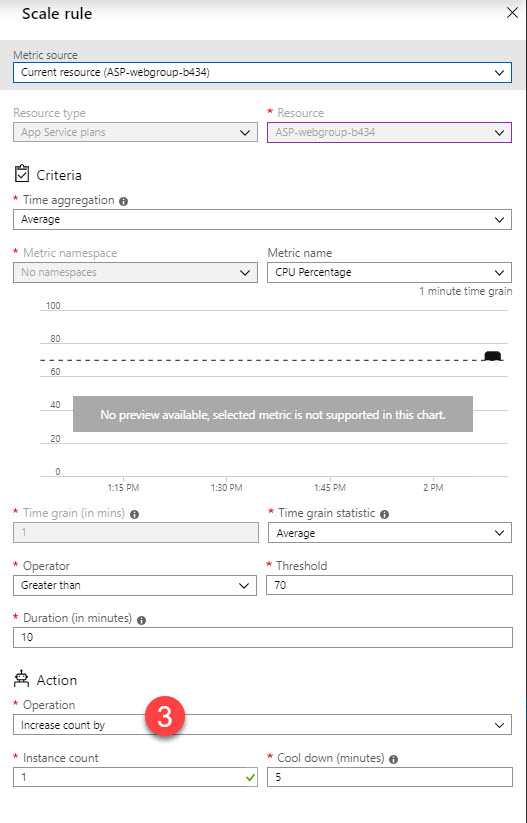 Scale rule
Metric source
Current resource (ASP-webgroup-b434)
Resource type
* Resource
App Service plans
ASP-webgroup-b434
Criteria
* Time aggregation
Average
* Metric namespace
Metric name
No namespaces
CPU Percentage
1 minute time grain
100
80
60
40
No preview available, selected metric is not supported in this chart.
20
0
1:15 PM 1:30 PM 1:45 PM 2 PM
* Time grain (in mins)
* Time grain statistic
1
Average
* Operator
* Threshold
Greater than
70
* Duration (in minutes)
10
Action
* Operation
3
Increase count by
* Instance count
* Cool down (minutes)
1
5